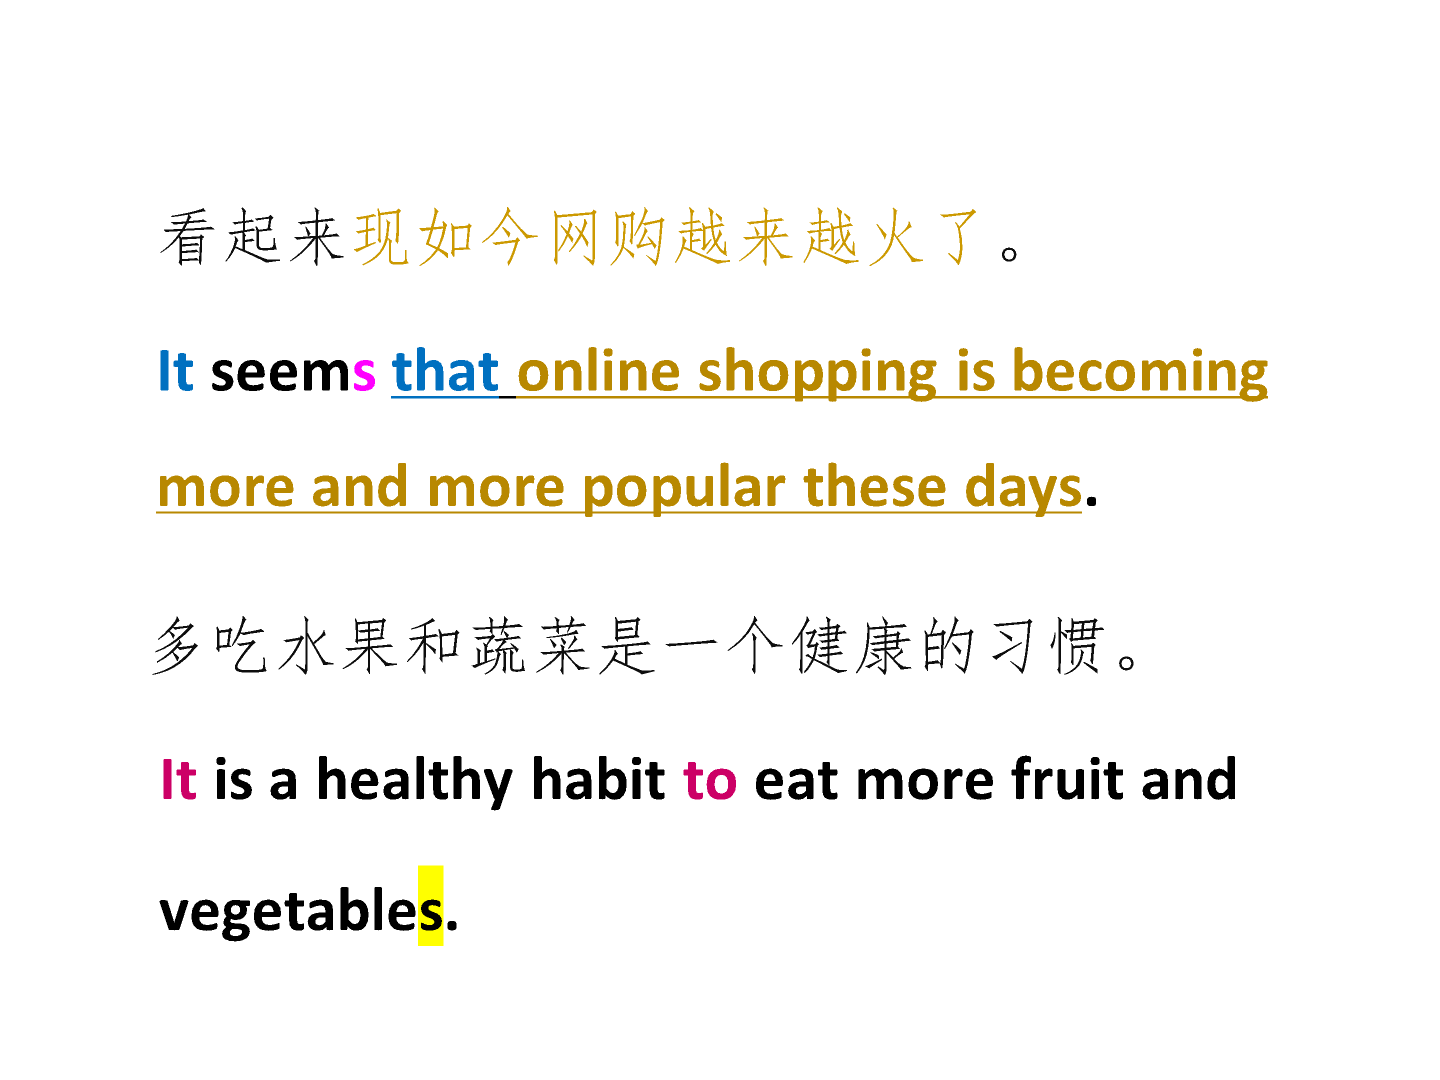 看起来现如今网购越来越火了。
It seems that online shopping is becoming
more and more popular these days.
多吃水果和蔬菜是一个健康的习惯。
It is a healthy habit to eat more fruit and
vegetables.